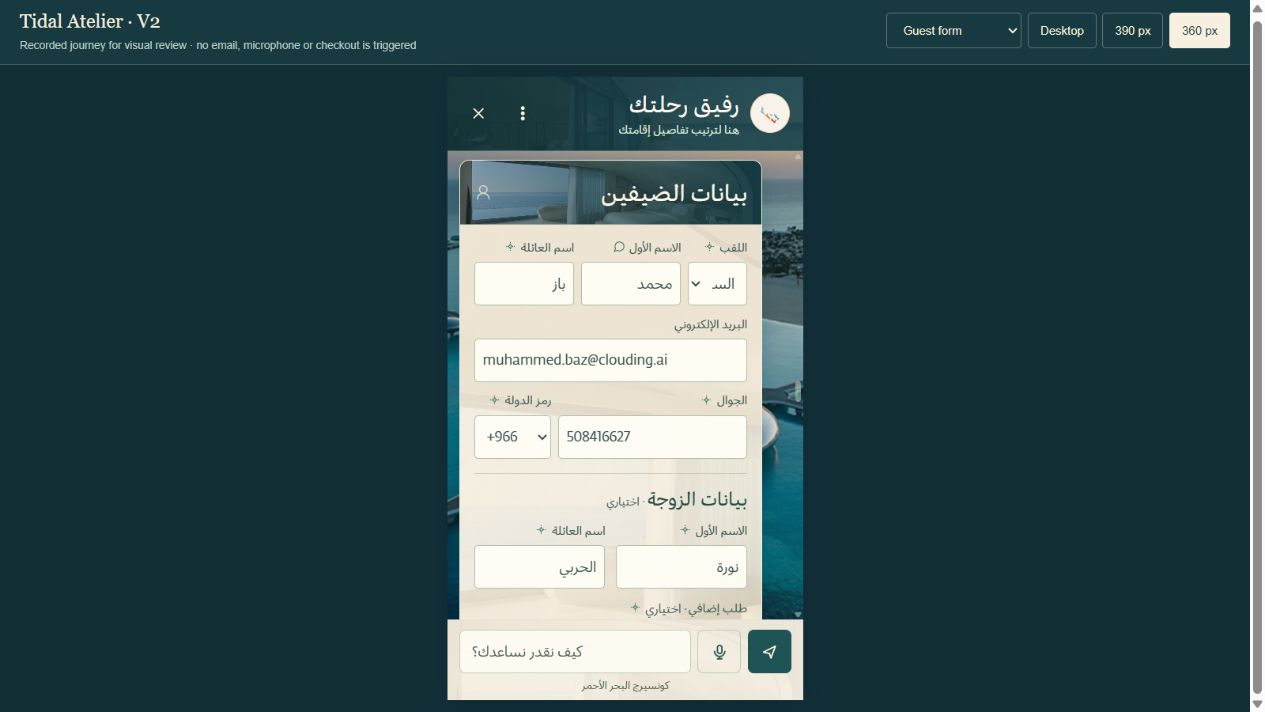 Tidal Atelier · V2
Recorded journey for visual review · no email, microphone or checkout is triggered
Guest form
Desktop
390 px
360 px
رفيق رحلتك
هنا لترتيب تفاصيل إقامتك
بيانات الضيفين
اللقب
الاسم الأول
اسم العائلة
محمد
باز
البريد الإلكتروني
muhammed.baz@clouding.ai
الجوال
رمز الدولة
508416627
+966
بيانات الزوجة · اختياري
الاسم الأول
اسم العائلة
نورة
الحربي
طلب إضافي · اختياري
كيف نقدر نساعدك؟
كونسيرج البحر الأحمر